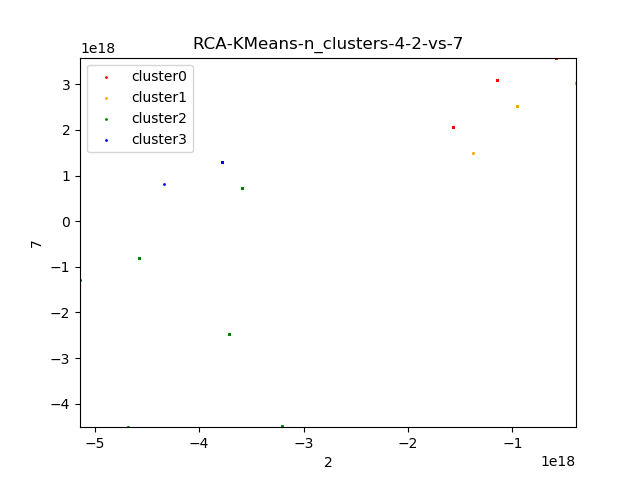 RCA-KMeans-n_clusters-4-2-vs-7
1e18
cluster0
cluster1
cluster2
cluster3
3
2
1
0
−1
−2
−3
−4
7
−5
−4
−3
−2
−1
2
1e18